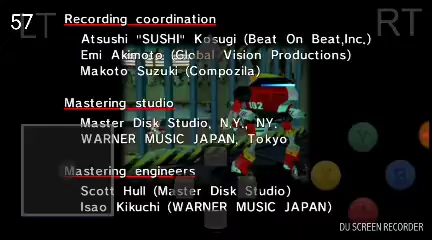 57
LT
RT
Recording coordination
Atsushi "SUSHI" Kosugi (Beat On Beat,Inc,)
Emi Akimoto (Global Vision Productions)
Makoto Suzuki (Compozila)
Mastering studio
Master Disk Studio, N.Y., NY.
WARNER MUSIC JAPAN, Tokyo
Mastering engineers
Scott Hull (Master Disk Studio)
Isao Kikuchi (WARNER MUSIC JAPAN)
102
Y
X
B
A
DU SCREEN RECORDER